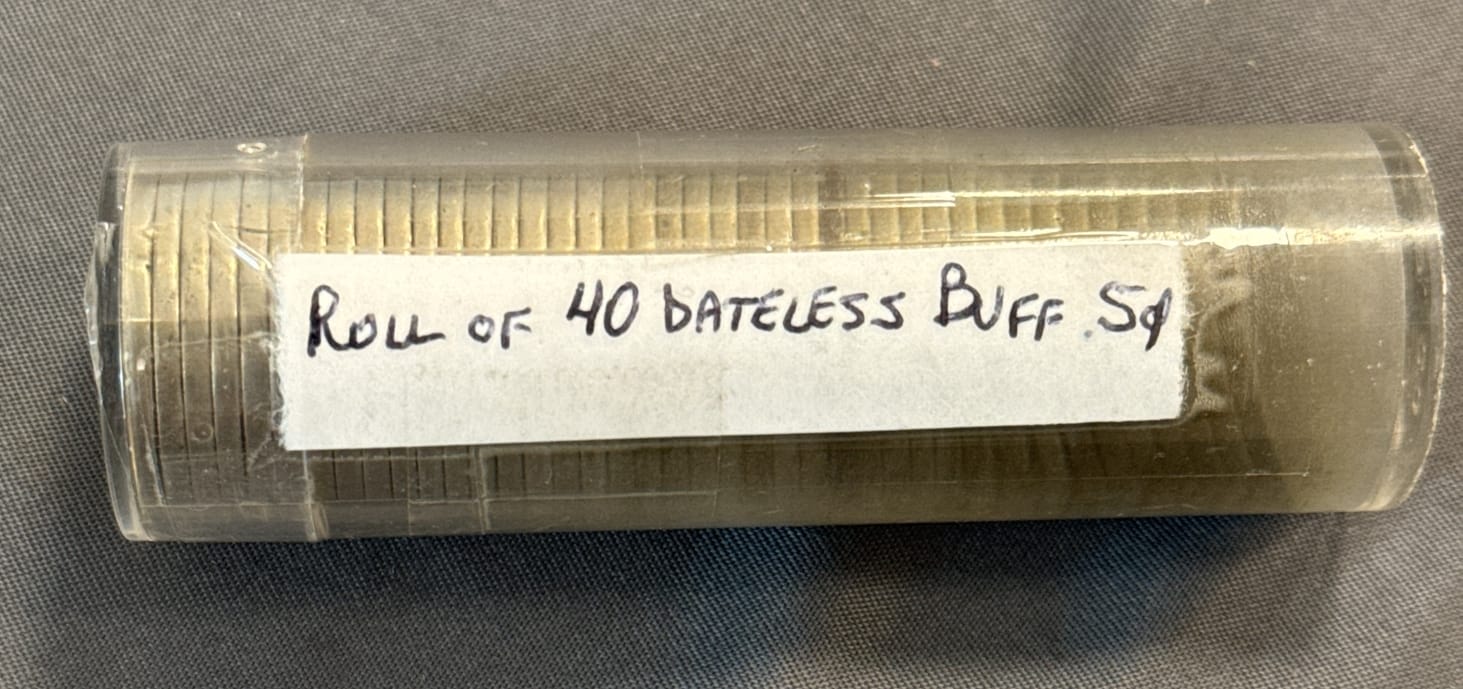 ROLL OF 40 DATELESS BUFF 5¢